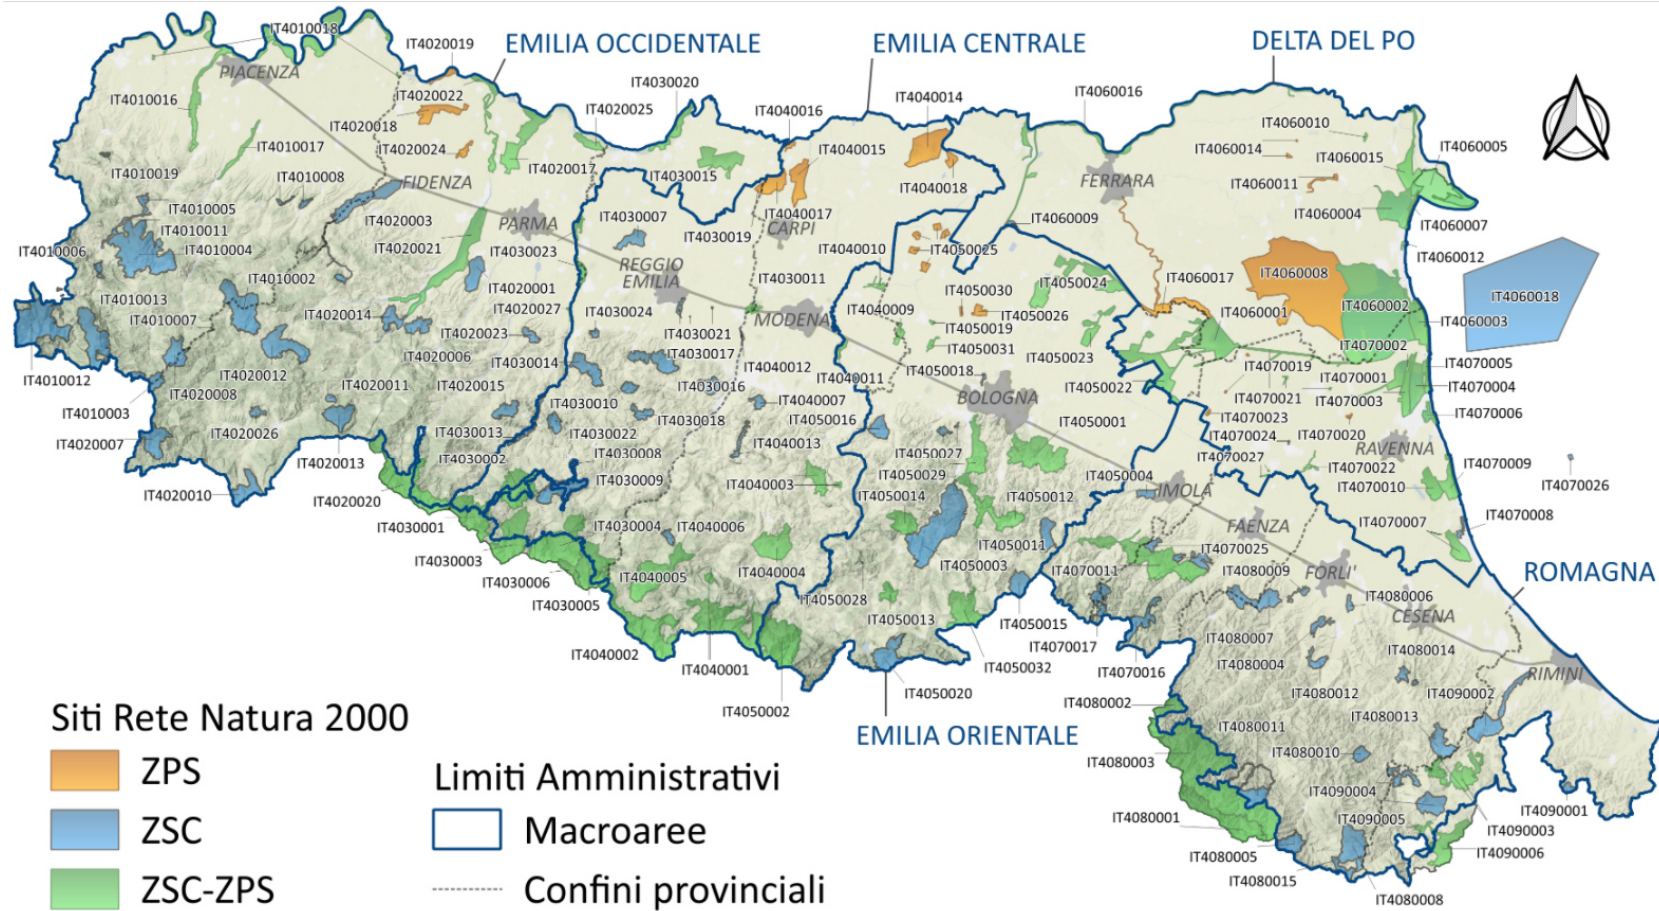 IT4010018
IT4020019
EMILIA OCCIDENTALE
EMILIA CENTRALE
DELTA DEL PO
PIACENZA
IT4030020
IT4010016
IT4020022
IT4020025
IT4040016
IT4040014
IT4060016
IT4020018
IT4060010
IT4010017
IT4020024
IT4040015
IT4060014
IT4060015
IT4060005
IT4010019
IT4010008
FIDENZA
IT4020017
IT4030015
IT4040018
FERRARA
IT4060011
IT4010005
IT4020003
IT4030007
IT4040017
IT4060009
IT4060004
IT4060007
IT4010011
PARMA
CARPI
IT4010006
IT4010004
IT4020021
IT4030023
IT4030019
IT4040010
IT4050025
IT4060012
IT4010002
REGGIO
EMILIA
IT4030011
IT4050024
IT4060017
IT4060008
IT4060018
IT4010013
IT4020001
IT4050030
IT4010007
IT4020014
IT4020027
IT4030024
MODENA
IT4040009
IT4050026
IT4060001
IT4060002
IT4060003
IT4020023
IT4030021
IT4050019
IT4050031
IT4050023
IT4070002
IT4010012
IT4020006
IT4030014
IT4030017
IT4040012
IT4040011
IT4050018
IT4070019
IT4070005
IT4020012
IT4020011
IT4020015
IT4030016
IT4050022
IT4070001
IT4070004
IT4010003
IT4020008
IT4030010
IT4040007
BOLOGNA
IT4070021
IT4070003
IT4020007
IT4020026
IT4030013
IT4030018
IT4050016
IT4050001
IT4070023
IT4070006
IT4030022
IT4040013
IT4070024
IT4070020
RAVENNA
IT4020013
IT4030002
IT4030008
IT4050027
IT4070027
IT4070022
IT4070009
IT4020010
IT4030009
IT4040003
IT4050029
IT4050004
IMOLA
IT4070010
IT4070026
IT4020020
IT4050014
IT4050012
IT4030001
IT4030004
IT4040006
FAENZA
IT4070007
IT4070008
IT4030003
IT4050011
IT4070025
IT4030006
IT4040005
IT4040004
IT4050003
IT4070011
IT4080009
FORLI'
ROMAGNA
IT4030005
IT4050028
IT4080006
IT4050013
IT4050015
CESENA
IT4040002
IT4040001
IT4050032
IT4070017
IT4080007
IT4080014
IT4070016
IT4080004
RIMINI
IT4050002
IT4050020
IT4080002
IT4080012
IT4090002
EMILIA ORIENTALE
IT4080011
IT4080013
IT4080003
IT4080010
IT4080001
IT4090004
IT4090001
IT4090005
IT4090003
IT4080005
IT4090006
IT4080015
IT4080008
Siti Rete Natura 2000
ZPS
ZSC
ZSC-ZPS
Limiti Amministrativi
Macroaree
Confini provinciali